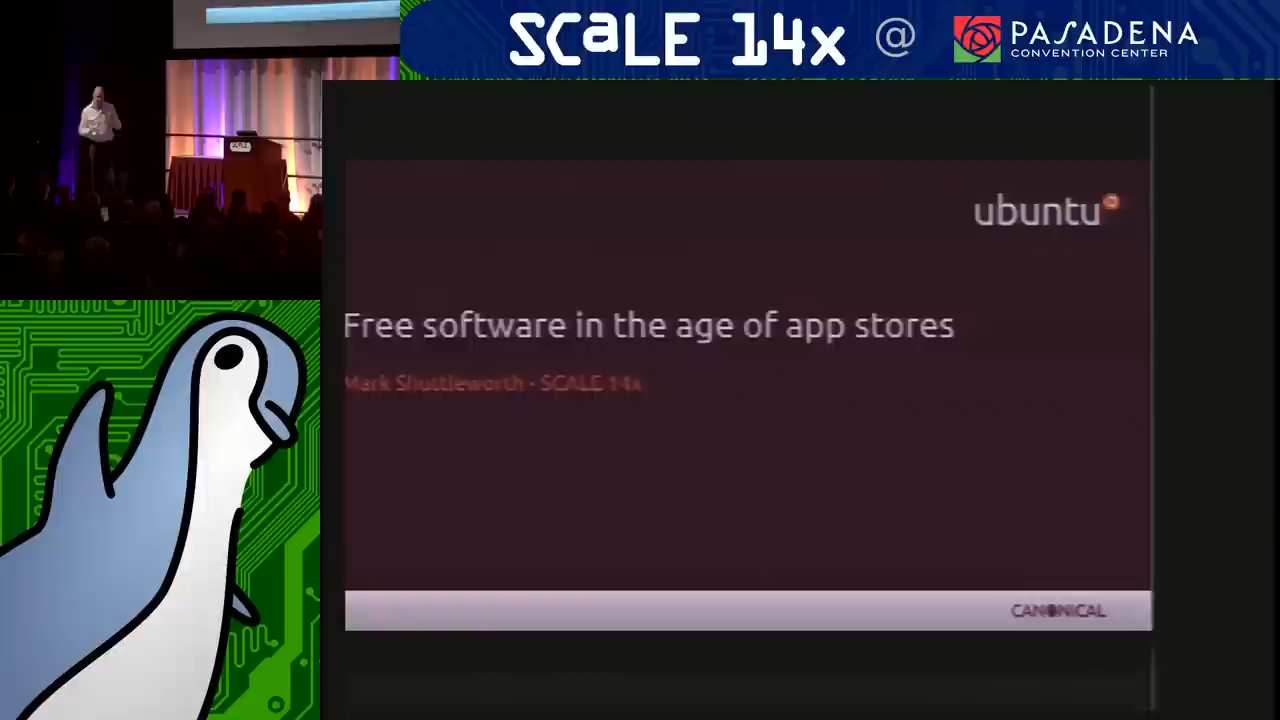 SCaLE 14x @ PASADENA
CONVENTION CENTER
ubuntu
Free software in the age of app stores
Mark Shuttleworth - SCALE 14x
CANONICAL